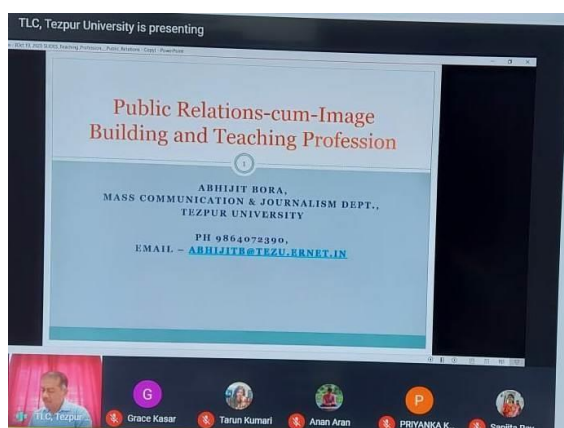 TLC, Tezpur University is presenting
Public Relations-cum-Image
Building and Teaching Profession
1
ABHIJIT BORA,
MASS COMMUNICATION & JOURNALISM DEPT.,
TEZPUR UNIVERSITY
PH 9864072390,
EMAIL – ABHIJITB@TEZU.ERNET.IN
G
P
TLC, Tezpur
Grace Kasar
Tarun Kumari
Anan Aran
PRIYANKA K...